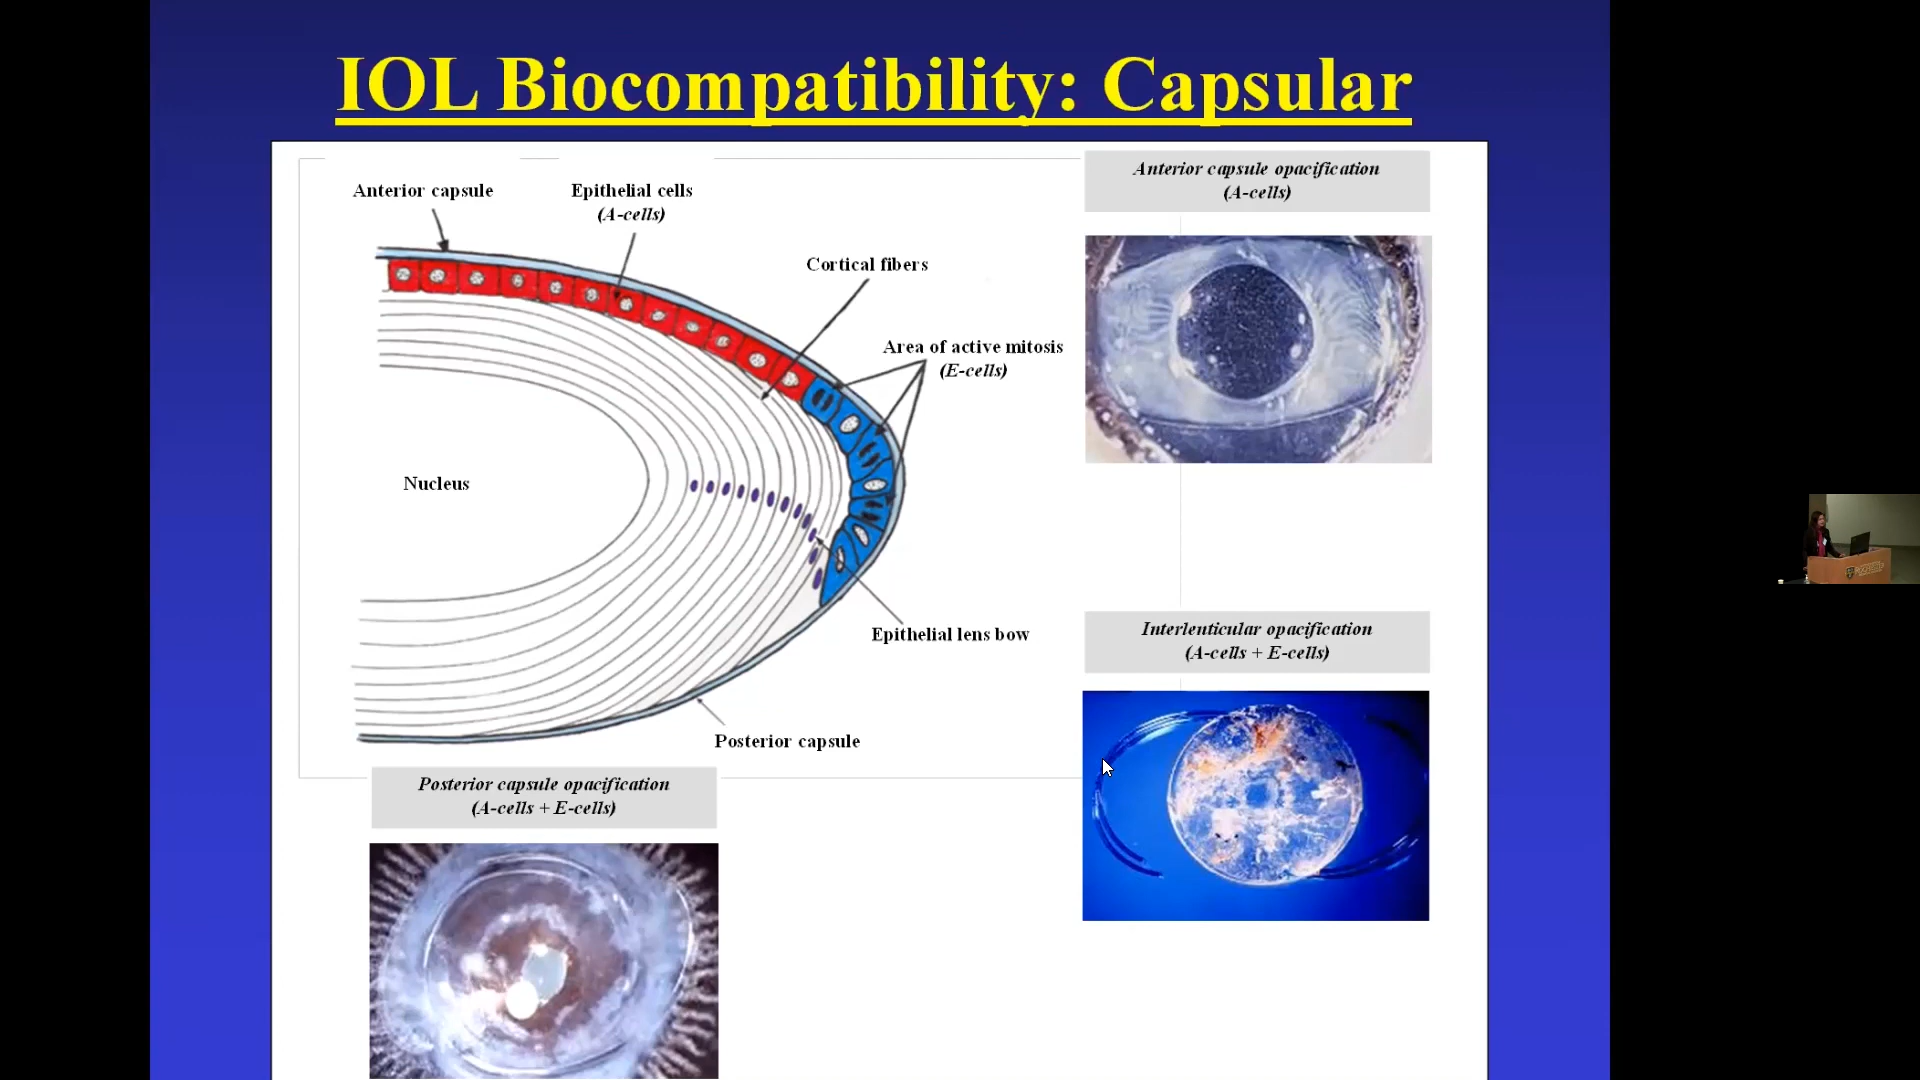 IOL Biocompatibility: Capsular
Anterior capsule
Epithelial cells
(A-cells)
Cortical fibers
Area of active mitosis
(E-cells)
Nucleus
Epithelial lens bow
Posterior capsule
Anterior capsule opacification
(A-cells)
Interlenticular opacification
(A-cells + E-cells)
Posterior capsule opacification
(A-cells + E-cells)
ROCHESTER